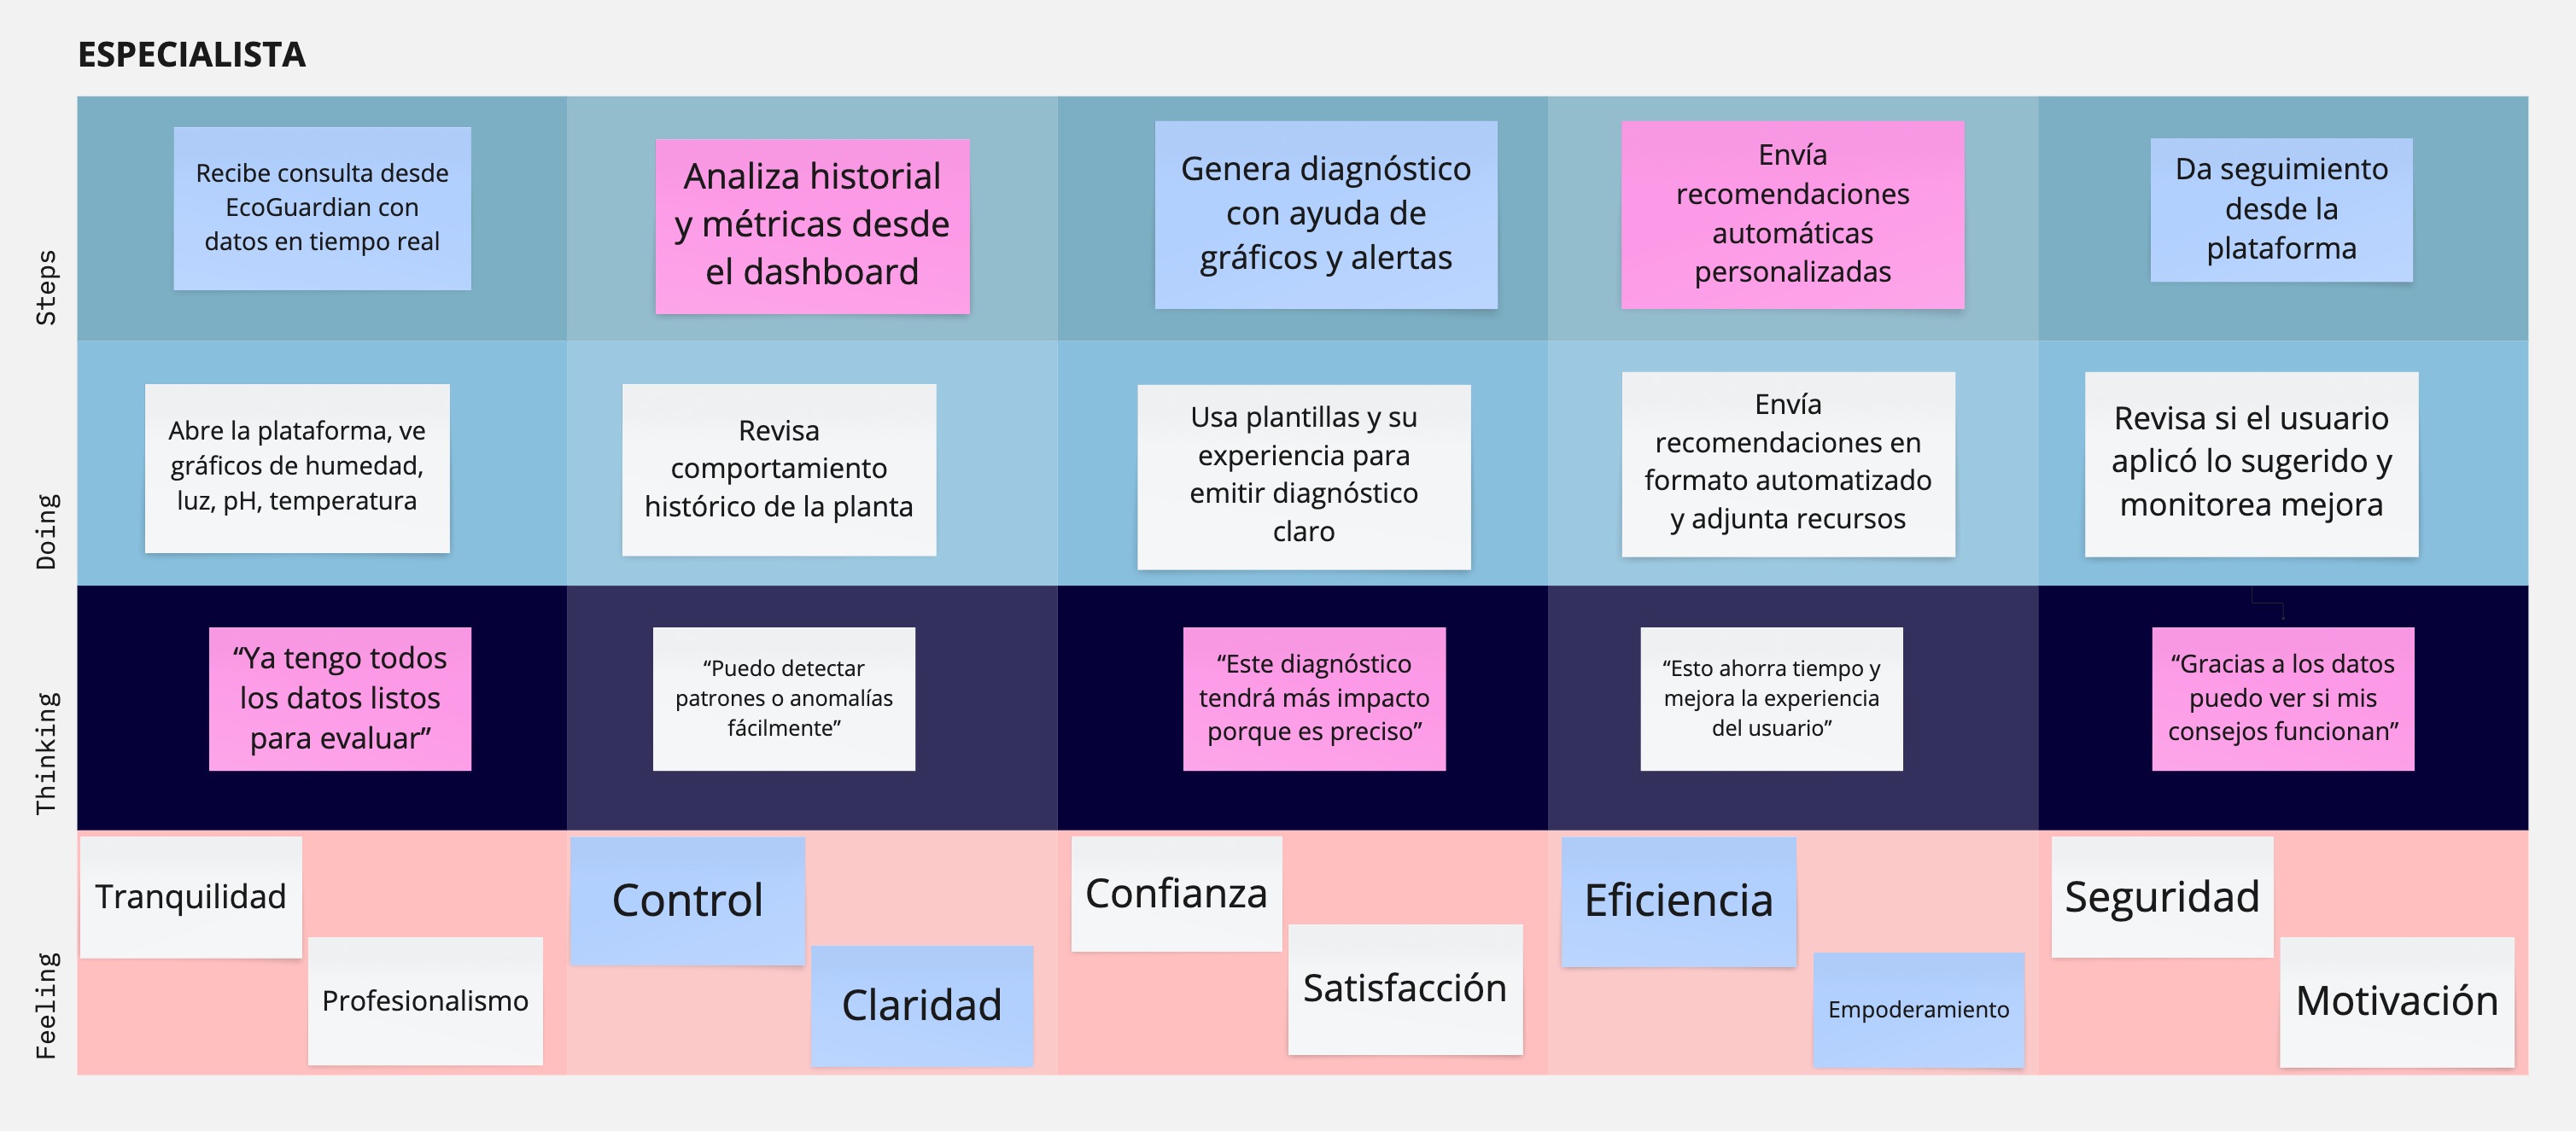 ESPECIALISTA
Steps
Recibe consulta desde
EcoGuardian con
datos en tiempo real
Analiza historial
y métricas desde
el dashboard
Genera diagnóstico
con ayuda de
gráficos y alertas
Envía
recomendaciones
automáticas
personalizadas
Da seguimiento
desde la
plataforma
Doing
Abre la plataforma, ve
gráficos de humedad,
luz, pH, temperatura
Revisa
comportamiento
histórico de la planta
Usa plantillas y su
experiencia para
emitir diagnóstico
claro
Envía
recomendaciones en
formato automatizado
y adjunta recursos
Revisa si el usuario
aplicó lo sugerido y
monitorea mejora
Thinking
“Ya tengo todos
los datos listos
para evaluar”
“Puedo detectar
patrones o anomalías
fácilmente”
“Este diagnóstico
tendrá más impacto
porque es preciso”
“Esto ahorra tiempo y
mejora la experiencia
del usuario”
“Gracias a los datos
puedo ver si mis
consejos funcionan”
Feeling
Tranquilidad
Profesionalismo
Control
Claridad
Confianza
Satisfacción
Eficiencia
Empoderamiento
Seguridad
Motivación